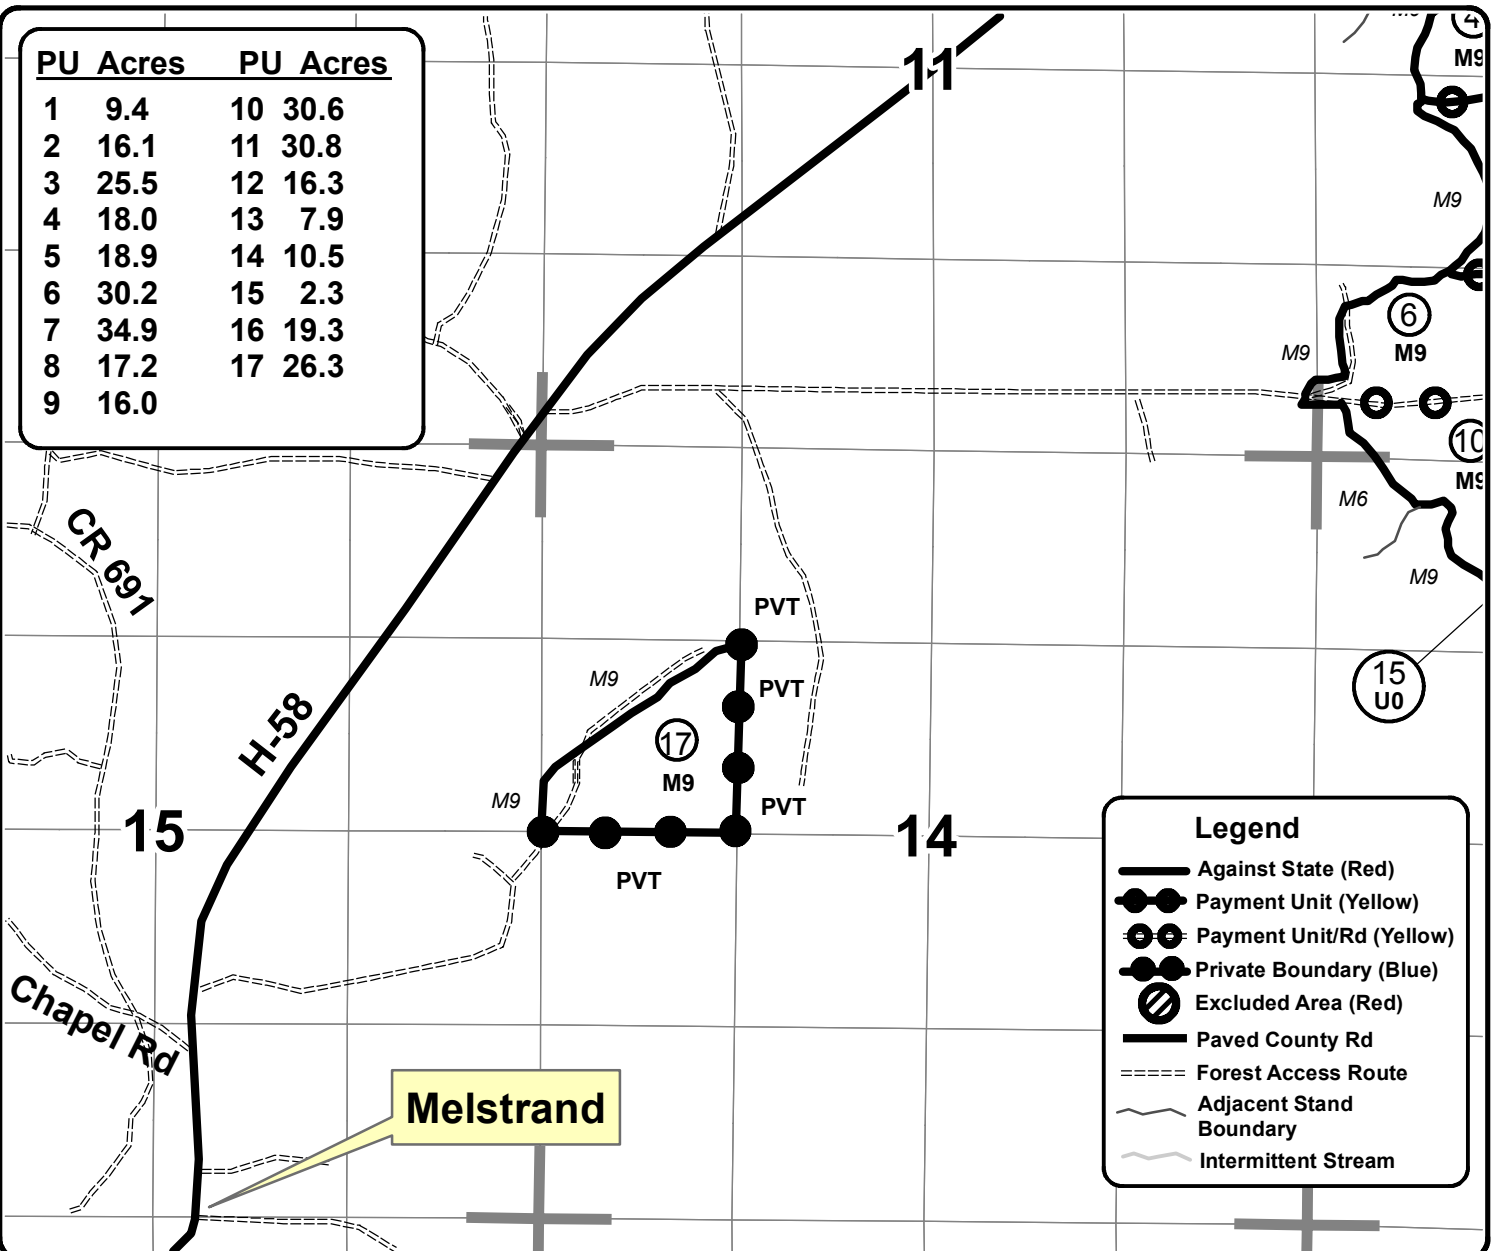 PU Acres PU Acres
1 9.4 10 30.6
2 16.1 11 30.8
3 25.5 12 16.3
4 18.0 13 7.9
5 18.9 14 10.5
6 30.2 15 2.3
7 34.9 16 19.3
8 17.2 17 26.3
9 16.0
11
4
M9
M9
6
M9
M9
10
M9
M6
M9
CR 691
H-58
PVT
M9
PVT
17
M9
M9
PVT
PVT
15
14
15
U0
Chapel Rd
Melstrand
Legend
Against State (Red)
Payment Unit (Yellow)
Payment Unit/Rd (Yellow)
Private Boundary (Blue)
Excluded Area (Red)
Paved County Rd
Forest Access Route
Adjacent Stand
Boundary
Intermittent Stream